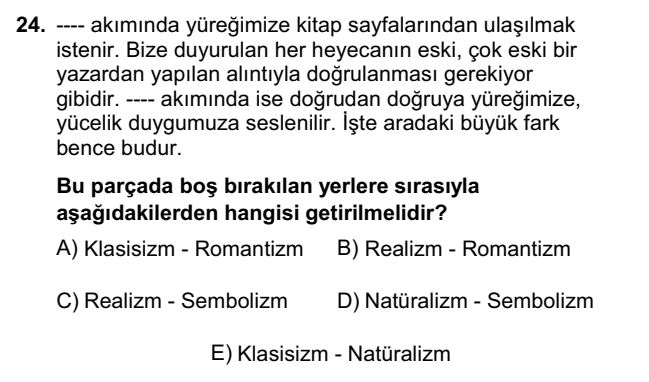 24. ---- akımında yüreğimize kitap sayfalarından ulaşılmak
istenir. Bize duyurulan her heyecanın eski, çok eski bir
yazardan yapılan alıntıyla doğrulanması gerekiyor
gibidir. ---- akımında ise doğrudan doğruya yüreğimize,
yücelik duygumuza seslenilir. İşte aradaki büyük fark
bence budur.
Bu parçada boş bırakılan yerlere sırasıyla
aşağıdakilerden hangisi getirilmelidir?
A) Klasisizm - Romantizm B) Realizm - Romantizm
C) Realizm - Sembolizm D) Natüralizm - Sembolizm
E) Klasisizm - Natüralizm